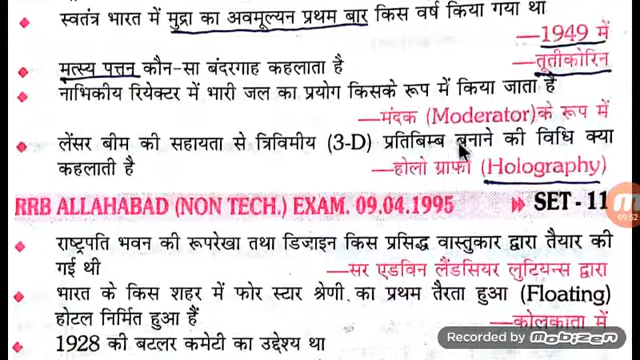 स्वतंत्र भारत में मुद्रा का अवमूल्यन प्रथम बार किस वर्ष किया गया था
—1949 में
मत्स्य पत्तन कौन-सा बंदरगाह कहलाता है —तूतीकोरिन
नाभिकीय रियेक्टर में भारी जल का प्रयोग किसके रूप में किया जाता है
—मंदक (Moderator) के रूप में
लेंसर बीम की सहायता से त्रिविमीय (3-D) प्रतिबिम्ब बनाने की विधि क्या
कहलाती है —होलो ग्राफी (Holography)
RRB ALLAHABAD (NON TECH.) EXAM. 09.04.1995 SET - 11
09:52
राष्ट्रपति भवन की रूपरेखा तथा डिजाइन किस प्रसिद्ध वास्तुकार द्वारा तैयार की
गई थी —सर एडविन लैंडसियर लुटियन्स द्वारा
भारत के किस शहर में फोर स्टार श्रेणी का प्रथम तैरता हुआ (Floating)
होटल निर्मित हुआ हैं —कोलकाता में
RECORDED BY MOBIZEN
1928 की बटलर कमेटी का उद्देश्य था